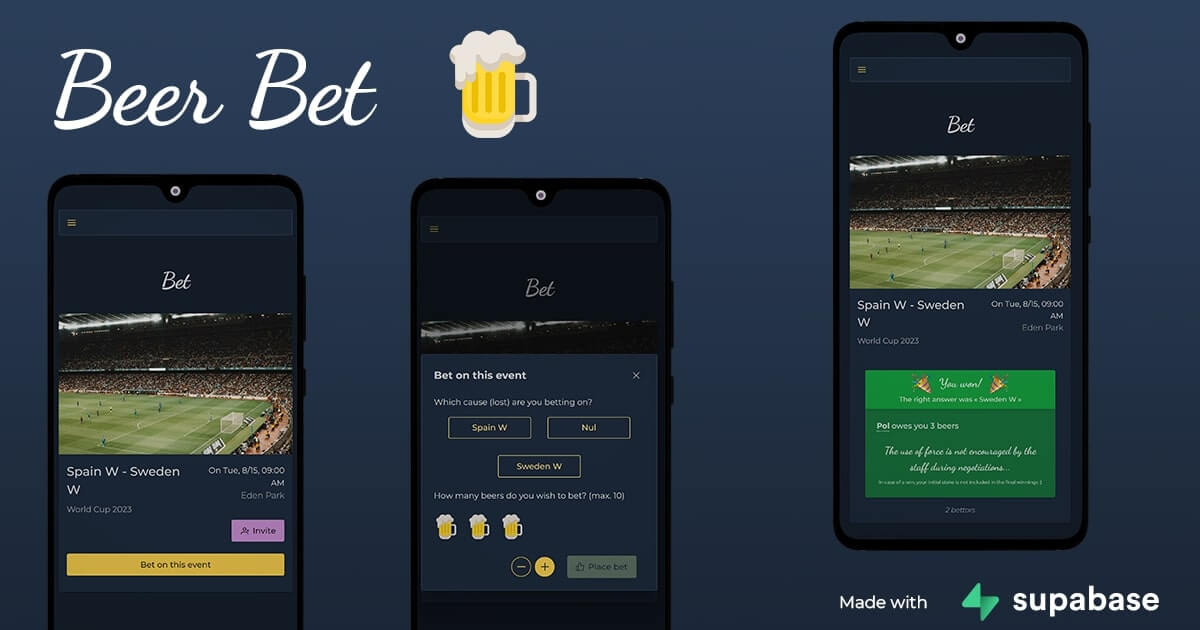 Beer Bet
Bet
Spain W - Sweden
W
On Tue, 8/15, 09:00
AM
Eden Park
World Cup 2023
Invite
Bet on this event
Bet
Bet on this event
Which cause (lost) are you betting on?
Spain W
Nul
Sweden W
How many beers do you wish to bet? (max. 10)
Place bet
Bet
Spain W - Sweden
W
On Tue, 8/15, 09:00
AM
Eden Park
World Cup 2023
You won!
The right answer was « Sweden W »
Pol owes you 3 beers
The use of force is not encouraged by the
staff during negotiations...
In case of a win, your initial stake is not included in the final winnings :)
2 bettors
Made with
supabase